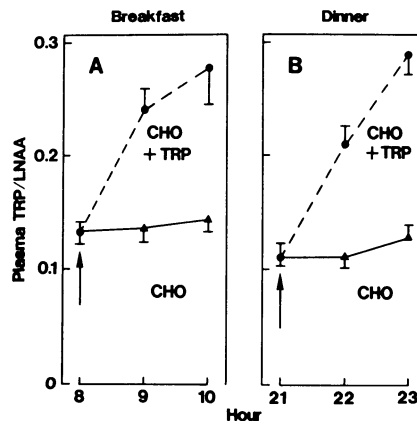 Breakfast
Dinner
0.3
A
B
CHO
+ TRP
CHO
+TRP
0.2
Plasma TRP/LNAA
0.1
CHO
CHO
0
8 9 10
21 22 23
Hour